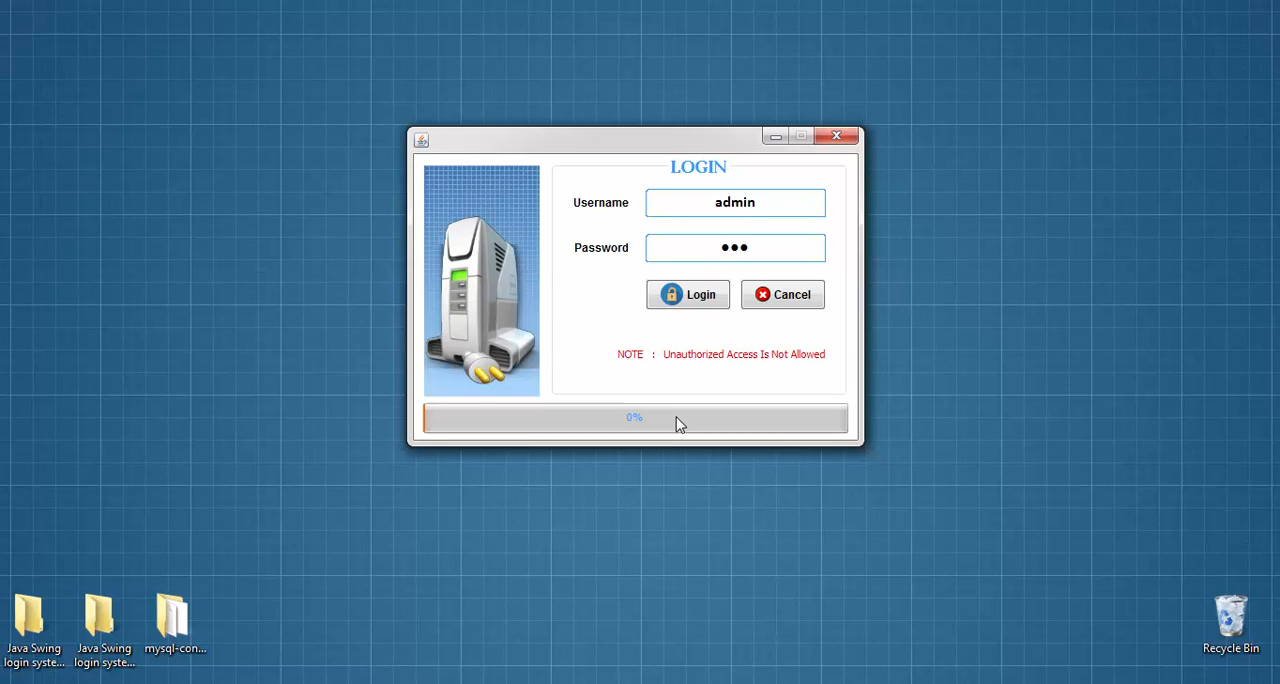 LOGIN
Username admin
Password •••
Login Cancel
NOTE : Unauthorized Access Is Not Allowed
0%
Java Swing
login syste...
Java Swing
login syste...
mysql-con...
Recycle Bin